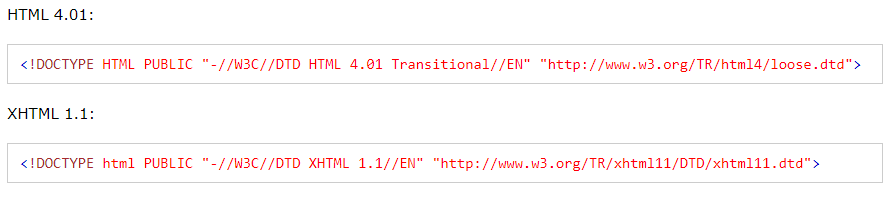 HTML 4.01:
<!DOCTYPE HTML PUBLIC "-//W3C//DTD HTML 4.01 Transitional//EN" "http://www.w3.org/TR/html4/loose.dtd">
XHTML 1.1:
<!DOCTYPE html PUBLIC "-//W3C//DTD XHTML 1.1//EN" "http://www.w3.org/TR/xhtml11/DTD/xhtml11.dtd">